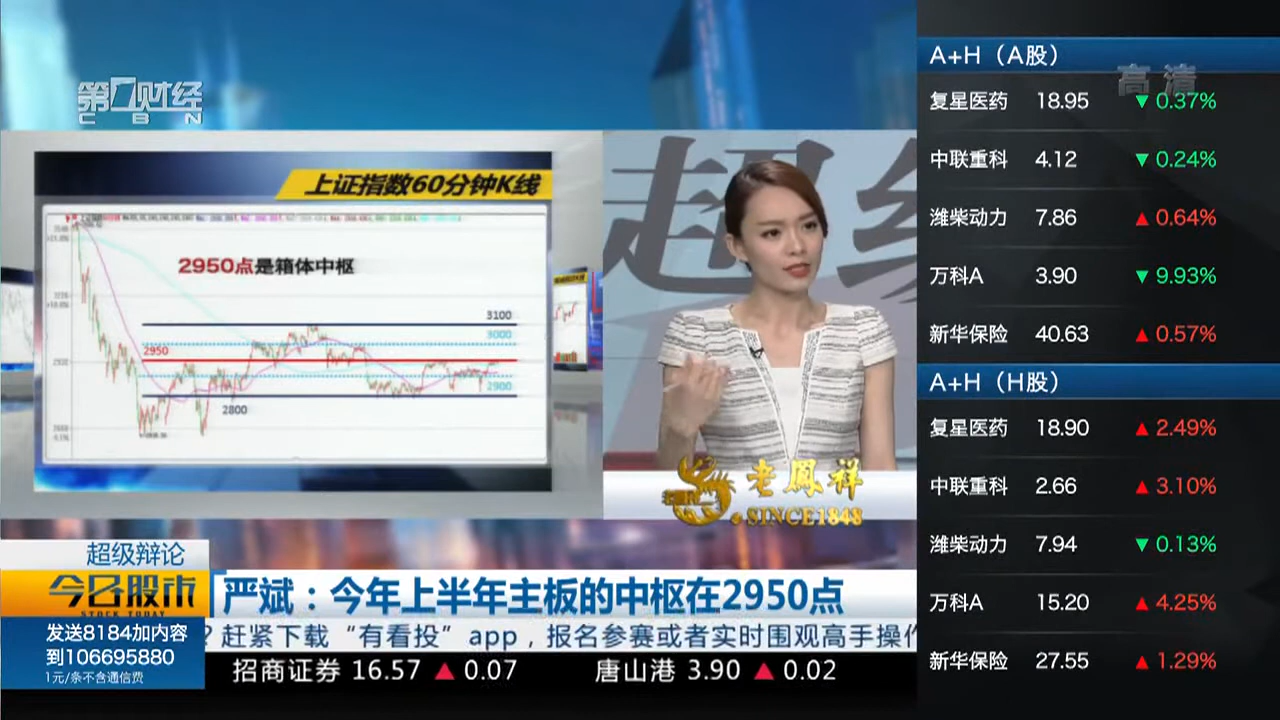 第一财经
CBN
高清
上证指数60分钟K线
2950点是箱体中枢
3100
3000
2950
2900
2800
超级
老鳳祥
SINCE1848
超级辩论
今日股市
STOCK TODAY
严斌：今年上半年主板的中枢在2950点
发送8184加内容
到106695880
1元/条不含通信费
？赶紧下载“有看投”app，报名参赛或者实时围观高手操作
招商证券 16.57 ▲ 0.07 唐山港 3.90 ▲ 0.02
A+H（A股）
复星医药 18.95 ▼ 0.37%
中联重科 4.12 ▼ 0.24%
潍柴动力 7.86 ▲ 0.64%
万科A 3.90 ▼ 9.93%
新华保险 40.63 ▲ 0.57%
A+H（H股）
复星医药 18.90 ▲ 2.49%
中联重科 2.66 ▲ 3.10%
潍柴动力 7.94 ▼ 0.13%
万科A 15.20 ▲ 4.25%
新华保险 27.55 ▲ 1.29%